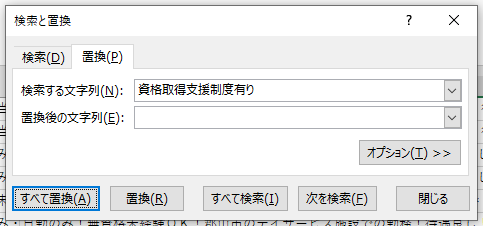 検索と置換
? ×
検索(D) 置換(P)
検索する文字列(N): 資格取得支援制度有り
置換後の文字列(E):
オプション(T) >>
すべて置換(A) 置換(R) すべて検索(I) 次を検索(F) 閉じる